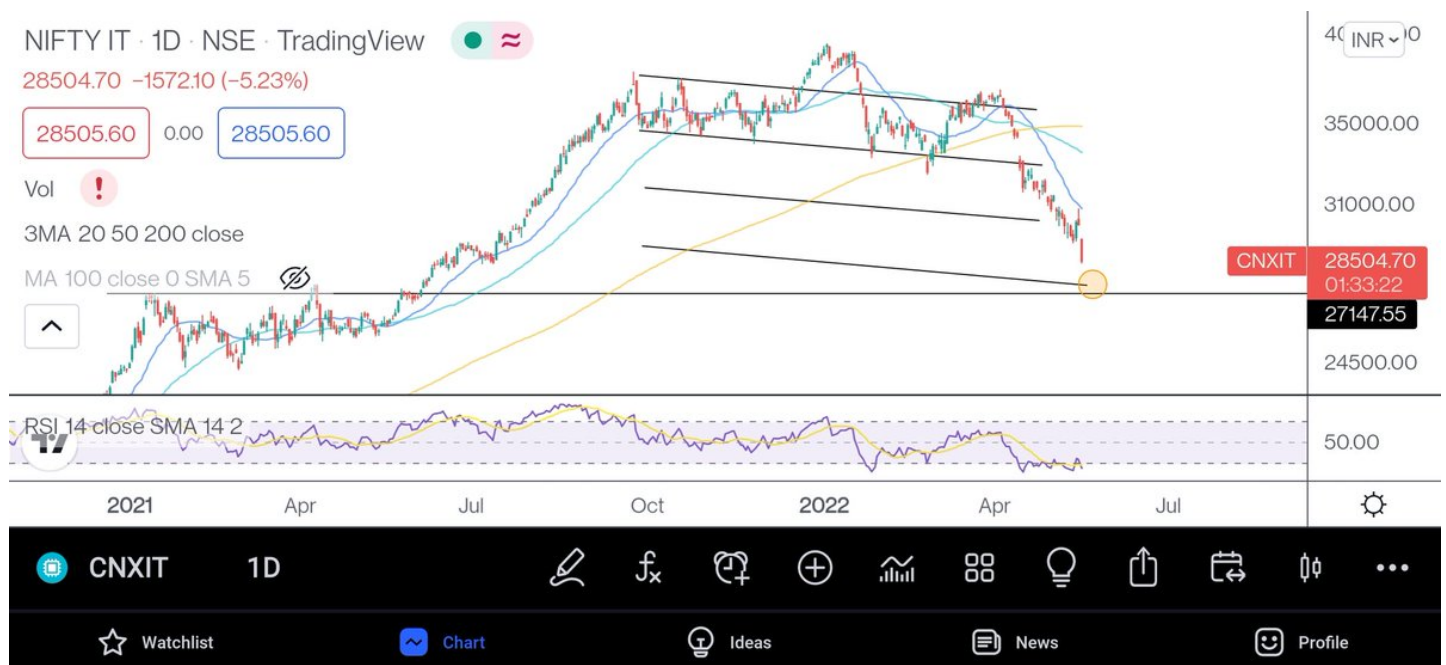 NIFTY IT · 1D · NSE · TradingView
28504.70 −1572.10 (−5.23%)
28505.60 0.00 28505.60
Vol
3MA 20 50 200 close
MA 100 close 0 SMA 5
INR
35000.00
31000.00
CNXIT 28504.70
01:33:22
27147.55
24500.00
RSI 14 close SMA 14 2
50.00
2021 Apr Jul Oct 2022 Apr Jul
CNXIT 1D
Watchlist Chart Ideas News Profile